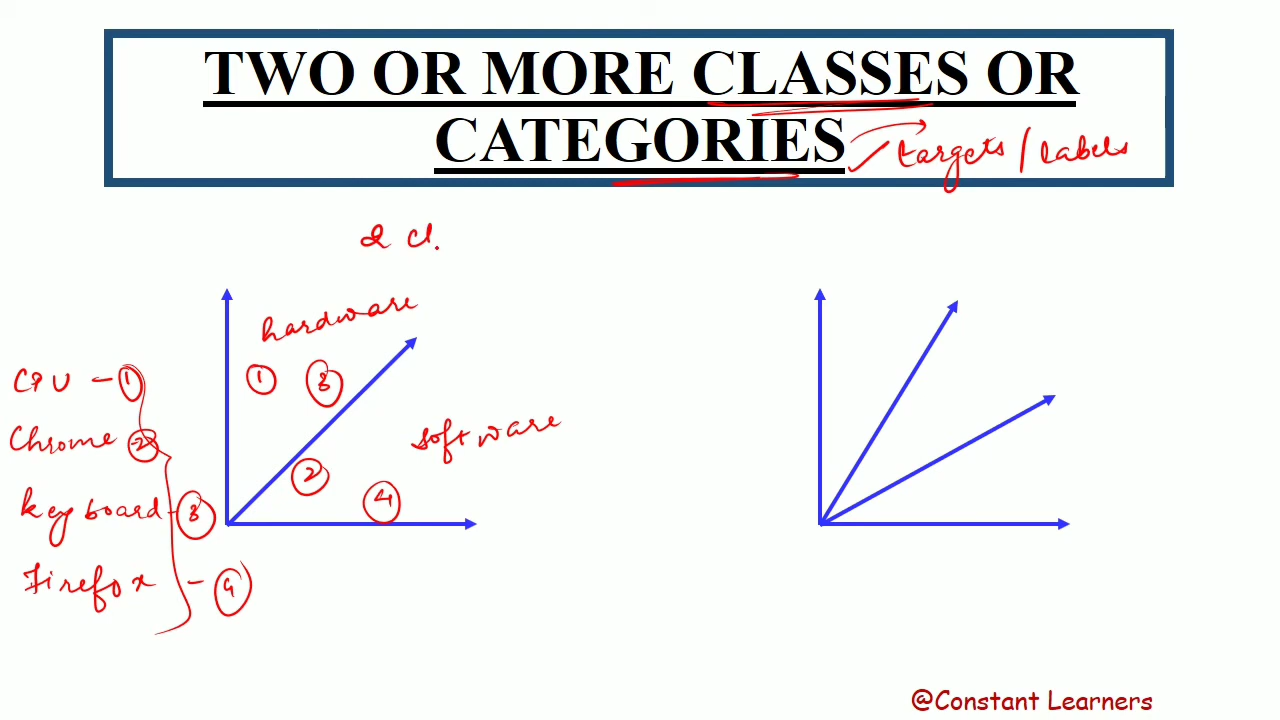 TWO OR MORE CLASSES OR
CATEGORIES
targets / labels
2 cl.
hardware
1 3
software
2
4
CPU - 1
Chrome - 2
keyboard - 3
Firefox - 4
@Constant Learners